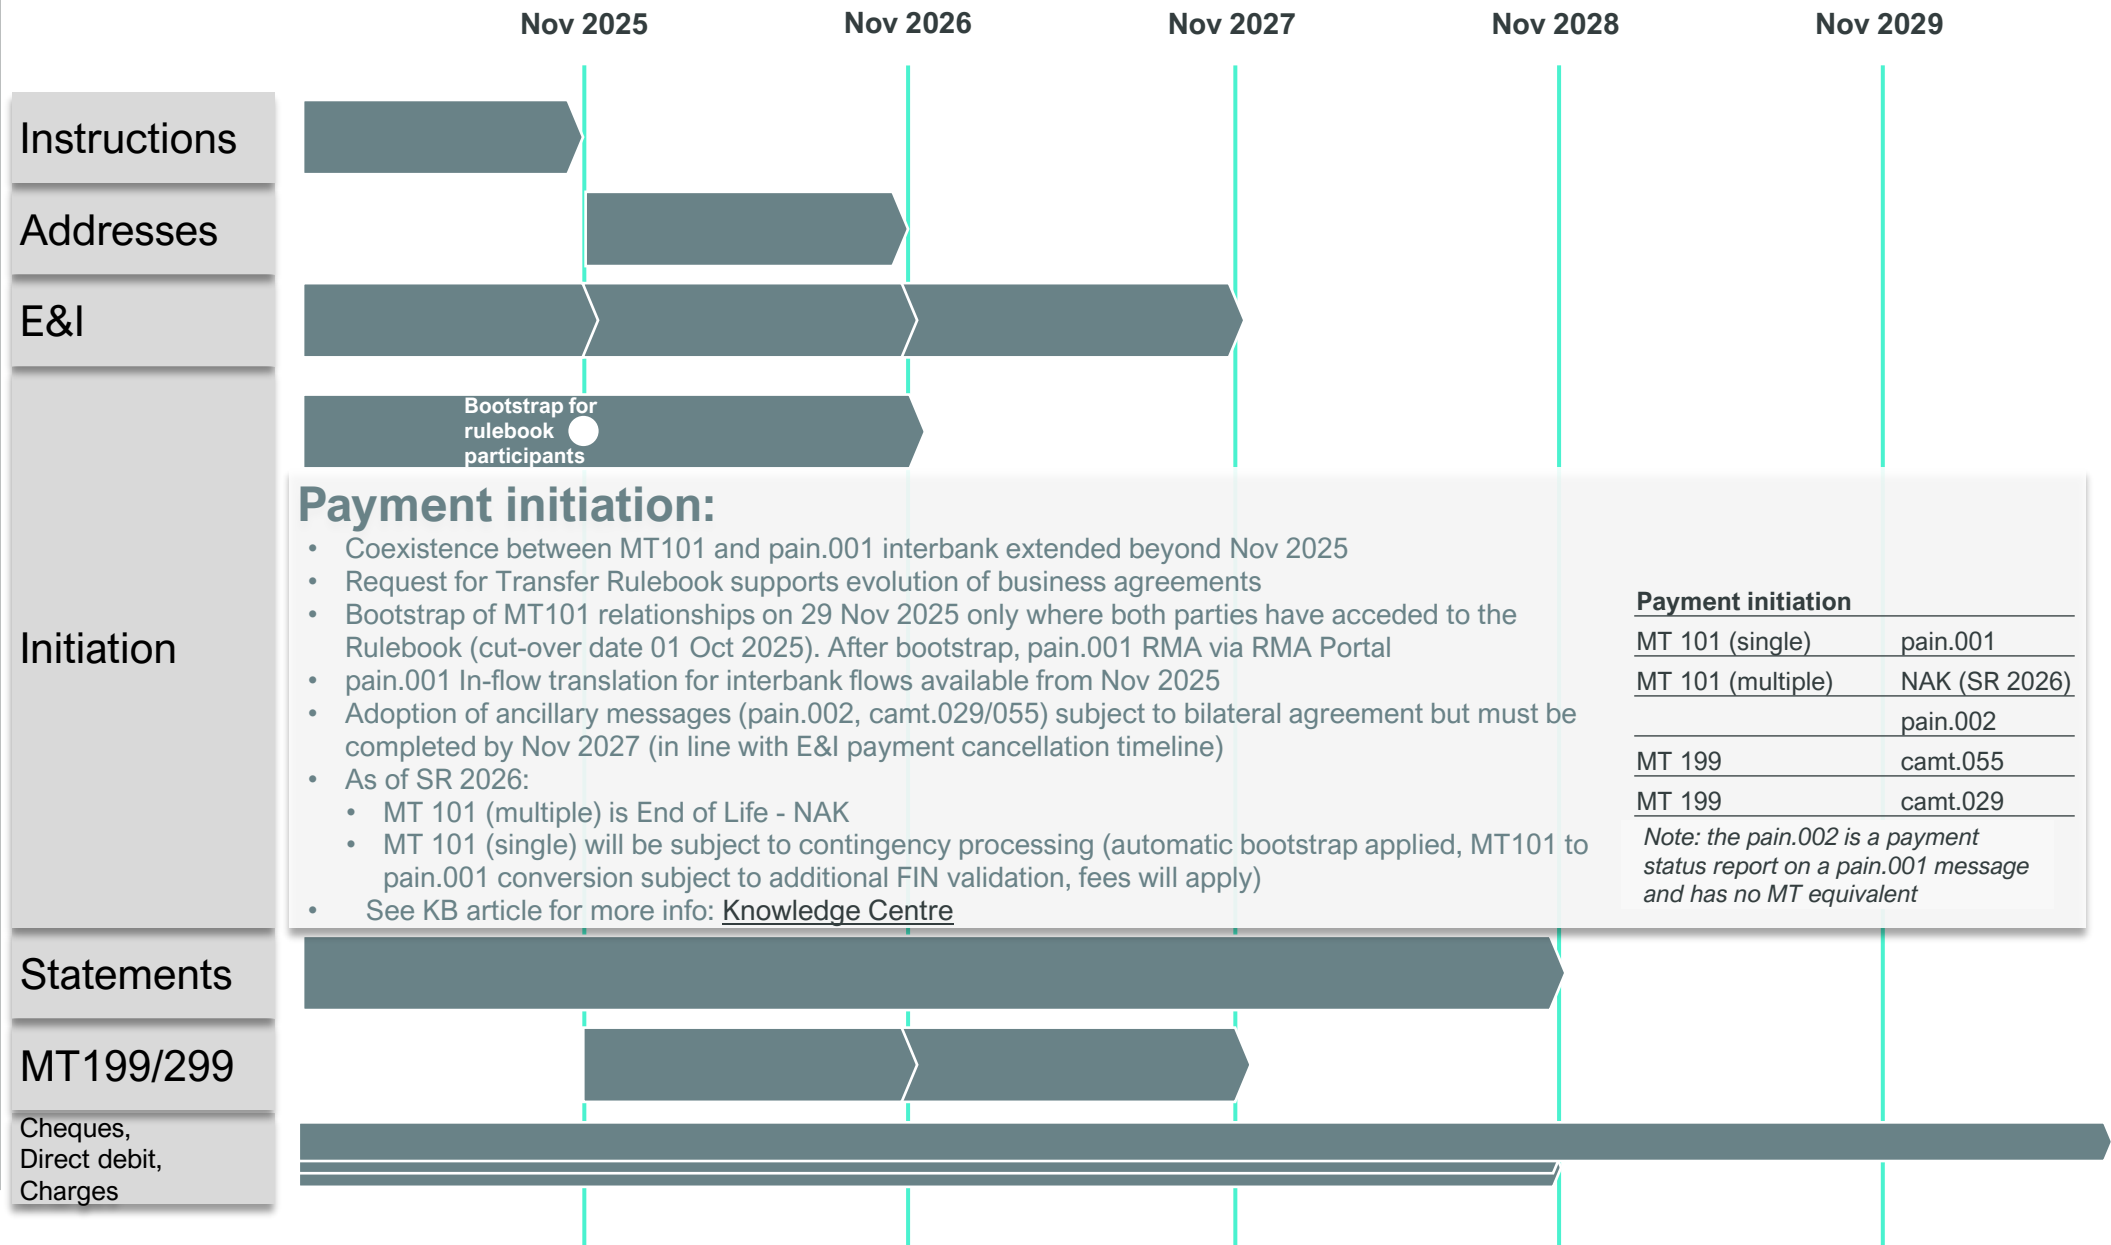 Nov 2025
Nov 2026
Nov 2027
Nov 2028
Nov 2029
Instructions
Addresses
E&I
Initiation
Bootstrap for
rulebook
participants
Payment initiation:
• Coexistence between MT101 and pain.001 interbank extended beyond Nov 2025
• Request for Transfer Rulebook supports evolution of business agreements
• Bootstrap of MT101 relationships on 29 Nov 2025 only where both parties have acceded to the
Rulebook (cut-over date 01 Oct 2025). After bootstrap, pain.001 RMA via RMA Portal
• pain.001 In-flow translation for interbank flows available from Nov 2025
• Adoption of ancillary messages (pain.002, camt.029/055) subject to bilateral agreement but must be
completed by Nov 2027 (in line with E&I payment cancellation timeline)
• As of SR 2026:
• MT 101 (multiple) is End of Life - NAK
• MT 101 (single) will be subject to contingency processing (automatic bootstrap applied, MT101 to
pain.001 conversion subject to additional FIN validation, fees will apply)
• See KB article for more info: Knowledge Centre
Payment initiation
MT 101 (single) pain.001
MT 101 (multiple) NAK (SR 2026)
pain.002
MT 199 camt.055
MT 199 camt.029
Note: the pain.002 is a payment
status report on a pain.001 message
and has no MT equivalent
Statements
MT199/299
Cheques,
Direct debit,
Charges